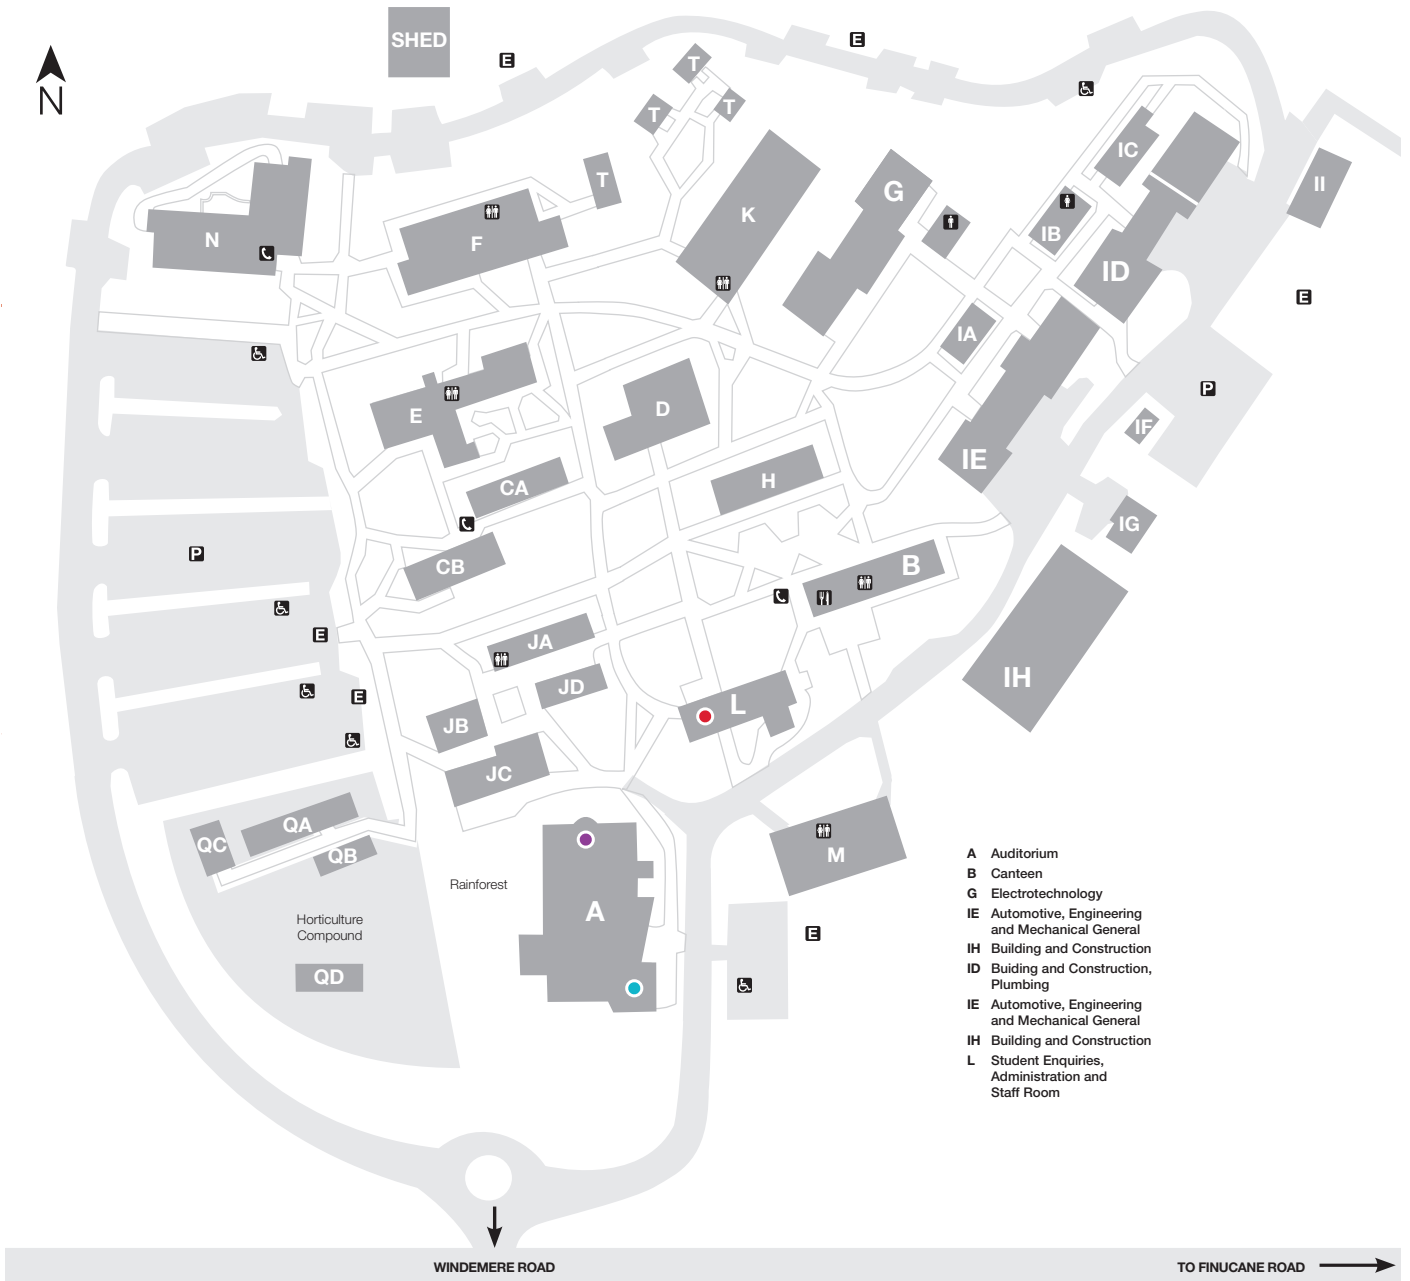 SHED
E
E
T
N
T
T
IC
T
II
G
K
N
F
IB
ID
E
IA
P
D
E
IF
IE
H
CA
IG
P
B
CB
E
JA
IH
JD
E
L
JB
JC
QA
QC
QB
M
Rainforest
A
Horticulture
Compound
E
QD
A Auditorium
B Canteen
G Electrotechnology
IE Automotive, Engineering
and Mechanical General
IH Building and Construction
ID Buiding and Construction,
Plumbing
IE Automotive, Engineering
and Mechanical General
IH Building and Construction
L Student Enquiries,
Administration and
Staff Room
WINDEMERE ROAD
TO FINUCANE ROAD